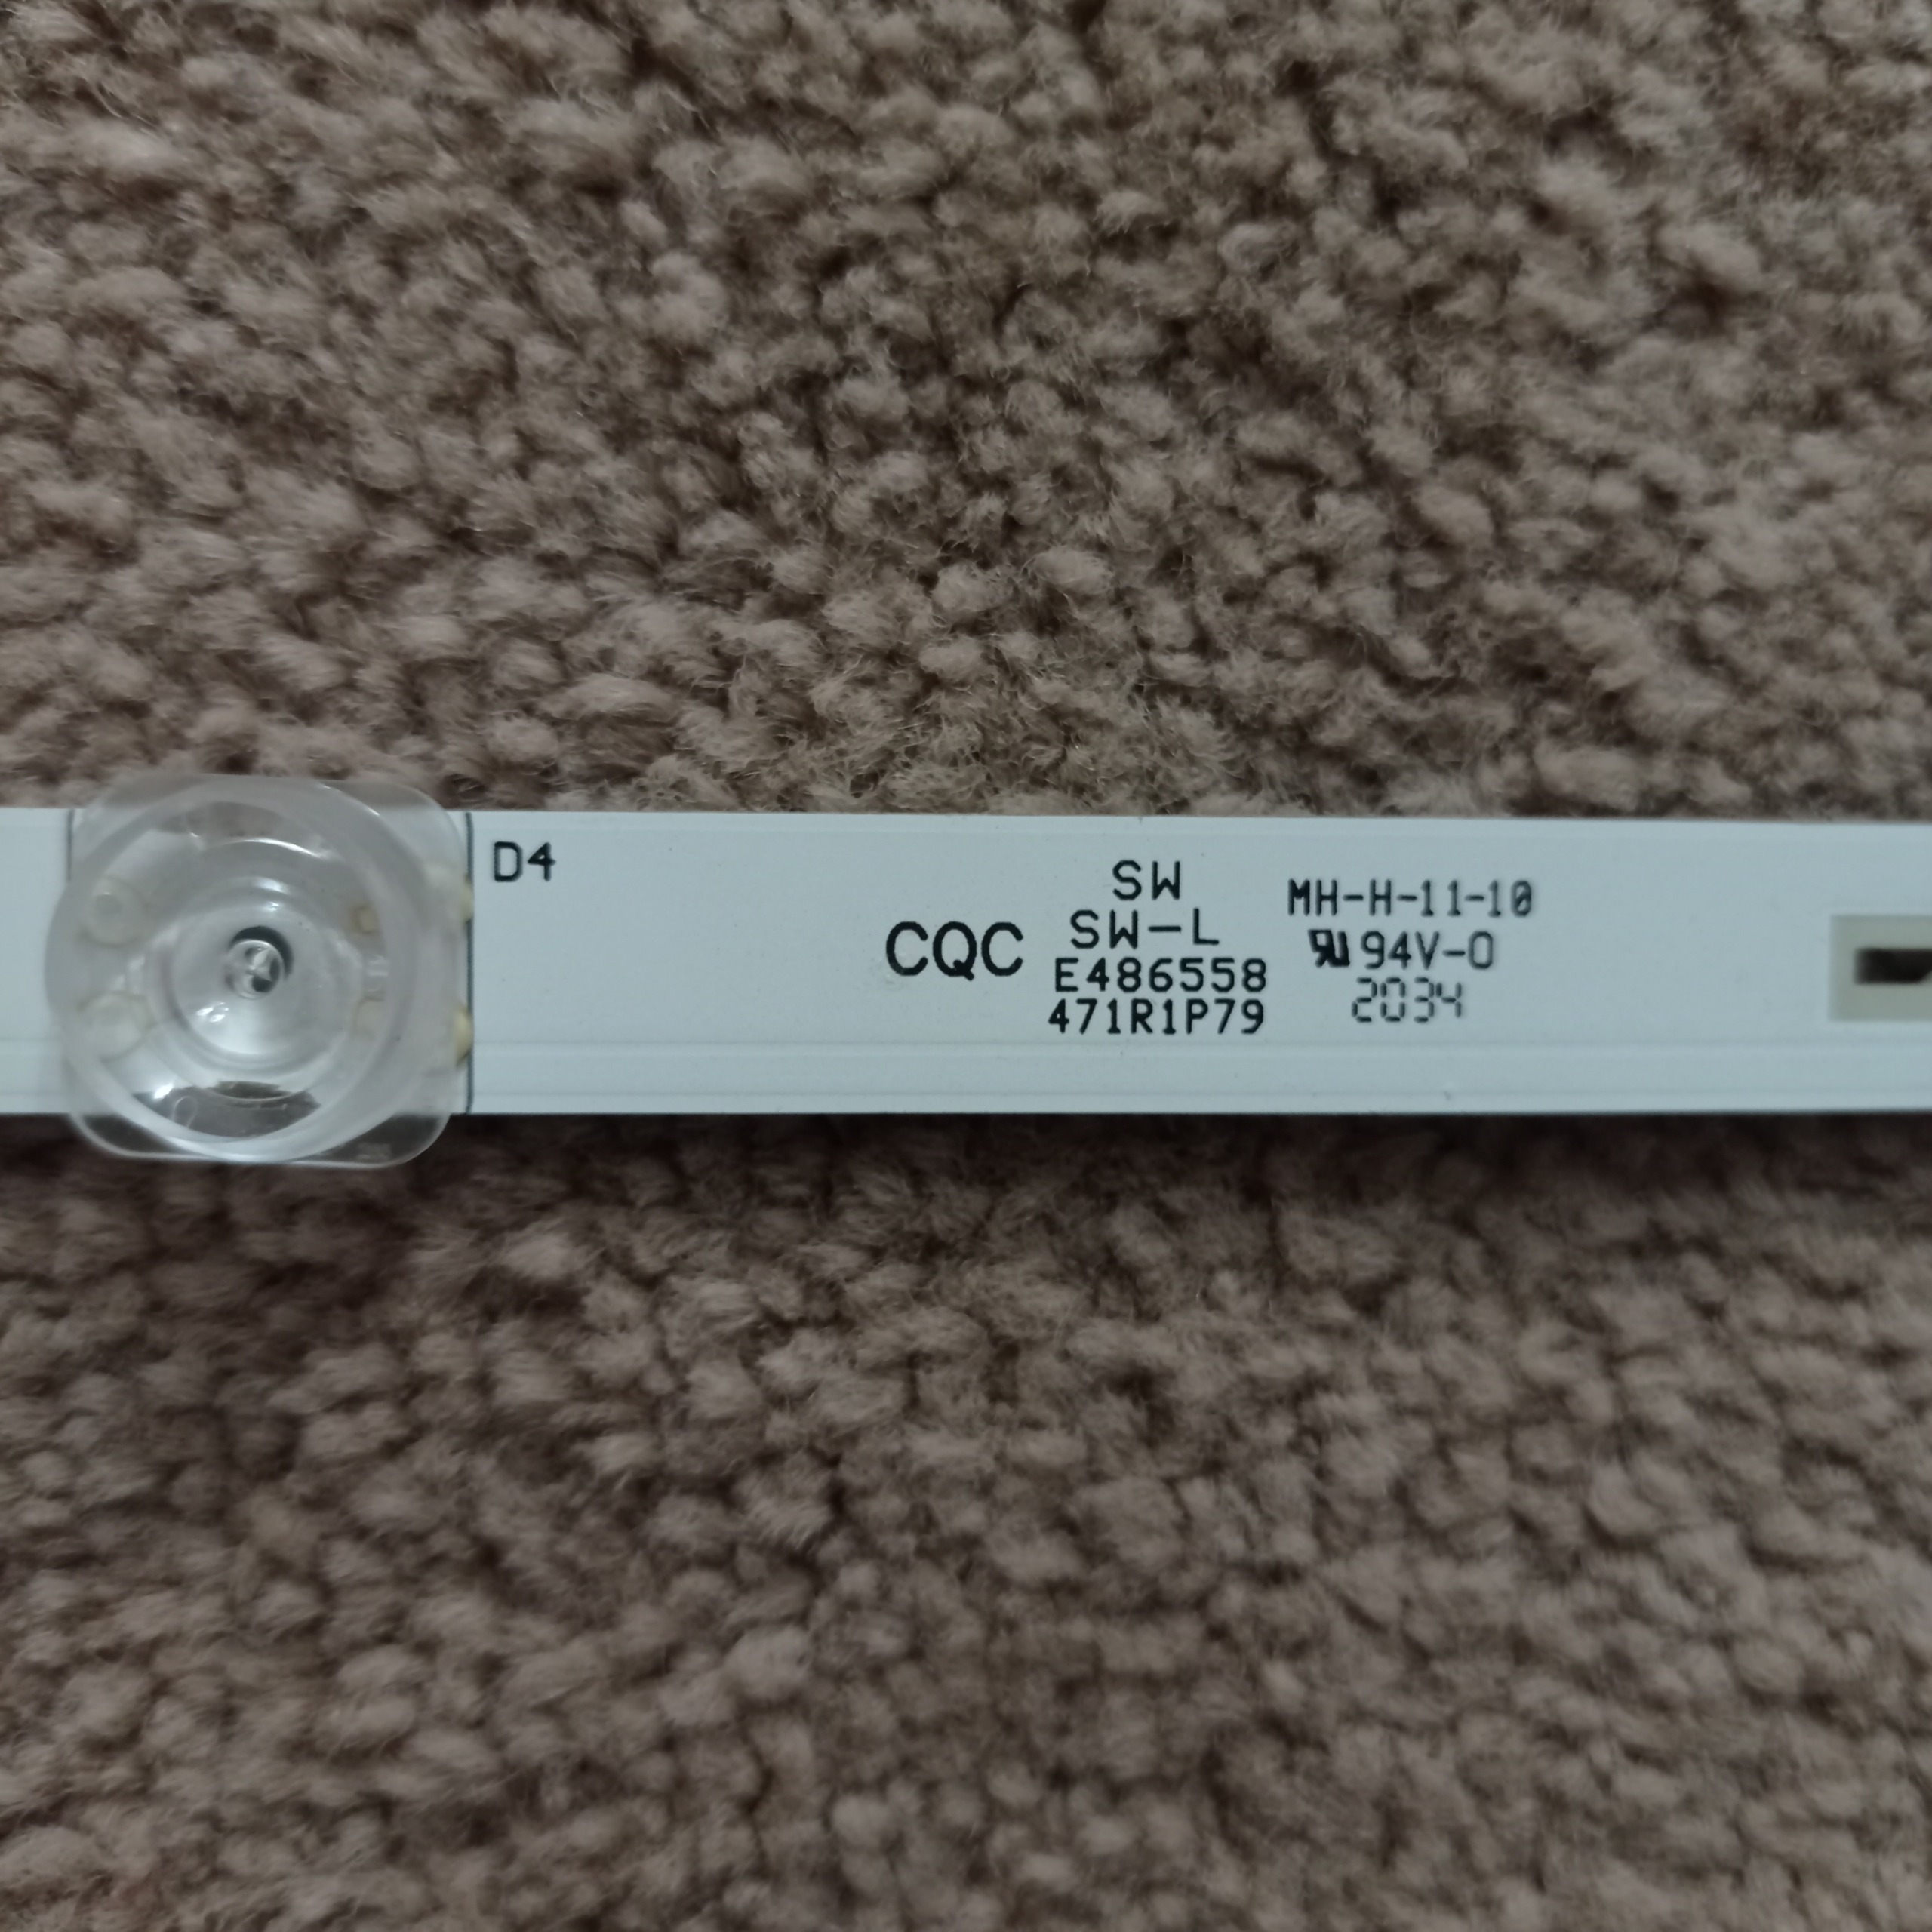 D4
CQC
SW
SW-L
E486558
471R1P79
MH-H-11-10
94V-0
2034